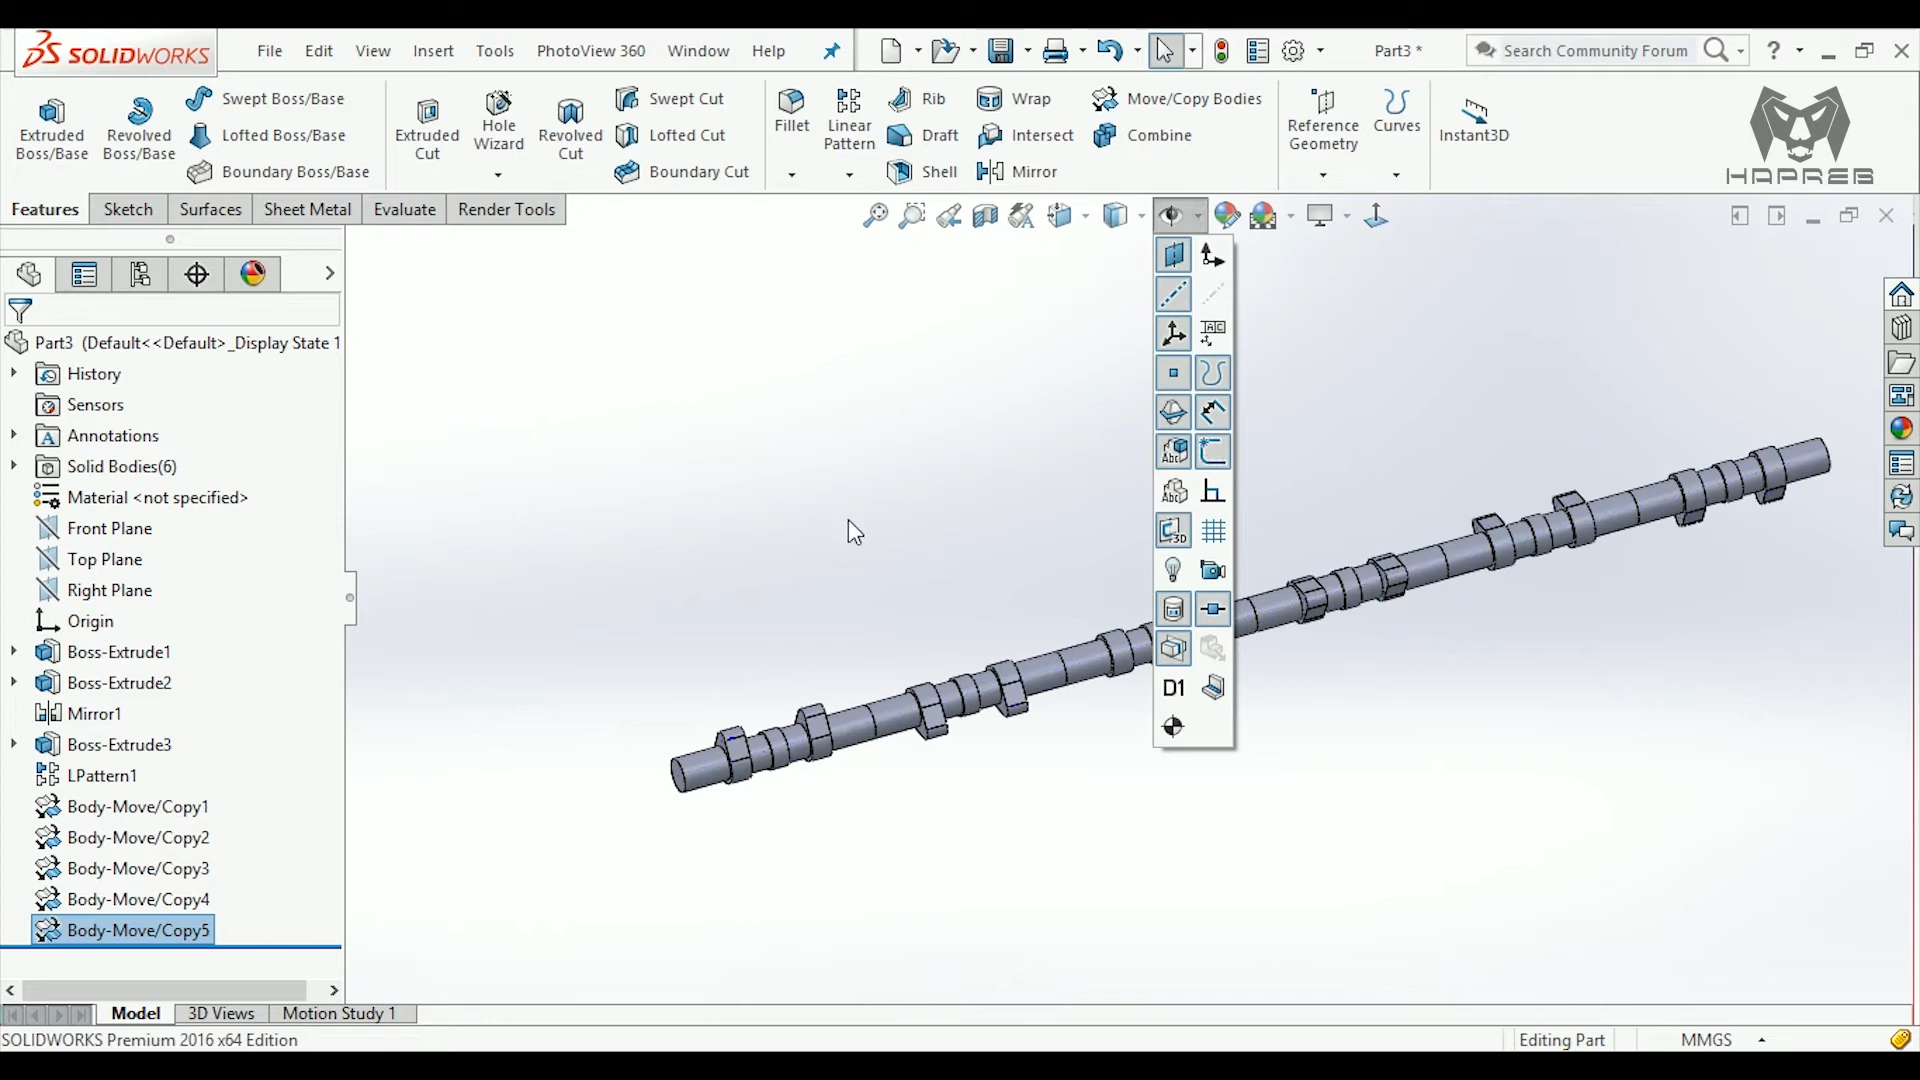 SOLIDWORKS File Edit View Insert Tools PhotoView 360 Window Help Part3 * Search Community Forum ?
Extruded Boss/Base
Revolved Boss/Base
Swept Boss/Base
Lofted Boss/Base
Boundary Boss/Base
Extruded Cut
Hole Wizard
Revolved Cut
Swept Cut
Lofted Cut
Boundary Cut
Fillet
Linear Pattern
Rib
Draft
Shell
Wrap
Intersect
Mirror
Move/Copy Bodies
Combine
Reference Geometry
Curves
Instant3D
HAPREB
Features Sketch Surfaces Sheet Metal Evaluate Render Tools
Part3 (Default<<Default>_Display State 1
History
Sensors
Annotations
Solid Bodies(6)
Material <not specified>
Front Plane
Top Plane
Right Plane
Origin
Boss-Extrude1
Boss-Extrude2
Mirror1
Boss-Extrude3
LPattern1
Body-Move/Copy1
Body-Move/Copy2
Body-Move/Copy3
Body-Move/Copy4
Body-Move/Copy5
Abc
Abc
3D
D1
Model 3D Views Motion Study 1
SOLIDWORKS Premium 2016 x64 Edition Editing Part MMGS